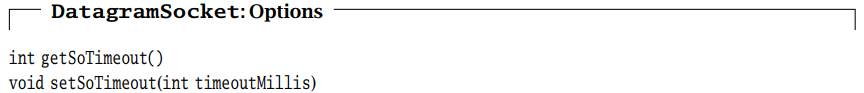 DatagramSocket: Options
int getSoTimeout()
void setSoTimeout(int timeoutMillis)